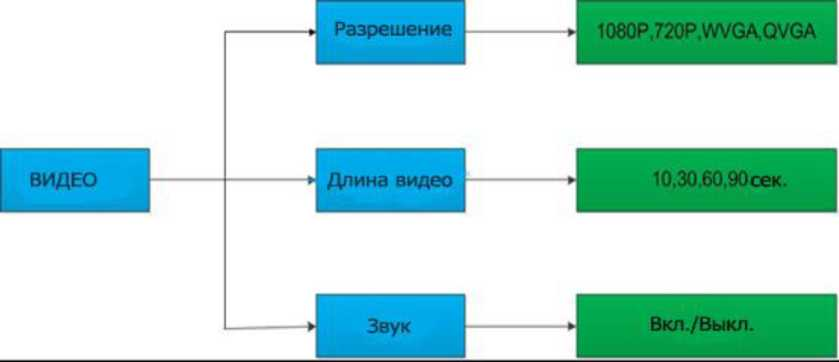 Разрешение
1080P,720P,WVGA,QVGA
ВИДЕО
Длина видео
10,30,60,90 сек.
Звук
Вкл./Выкл.